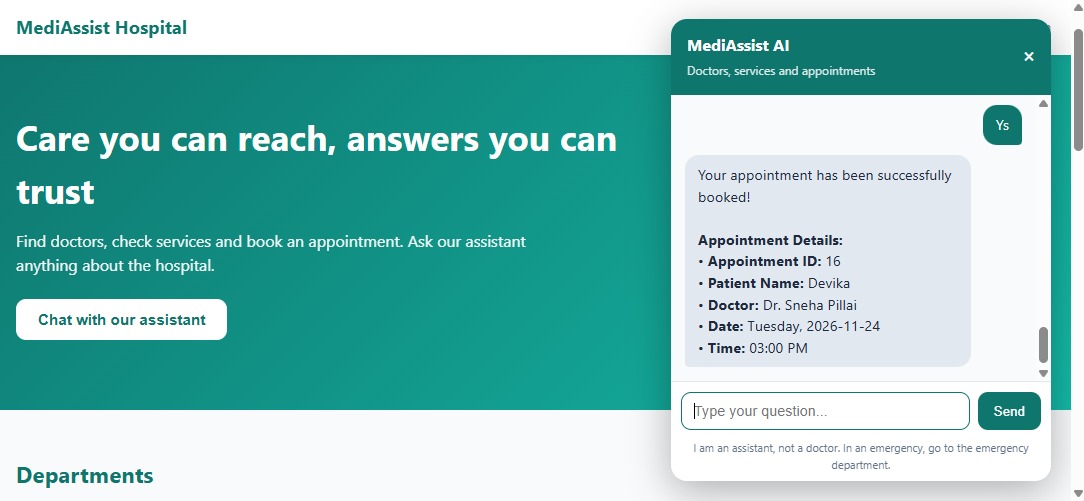 MediAssist Hospital
Care you can reach, answers you can
trust
Find doctors, check services and book an appointment. Ask our assistant
anything about the hospital.
Chat with our assistant
Departments
MediAssist AI
Doctors, services and appointments
×
Ys
Your appointment has been successfully
booked!
Appointment Details:
• Appointment ID: 16
• Patient Name: Devika
• Doctor: Dr. Sneha Pillai
• Date: Tuesday, 2026-11-24
• Time: 03:00 PM
Type your question...
Send
I am an assistant, not a doctor. In an emergency, go to the emergency
department.